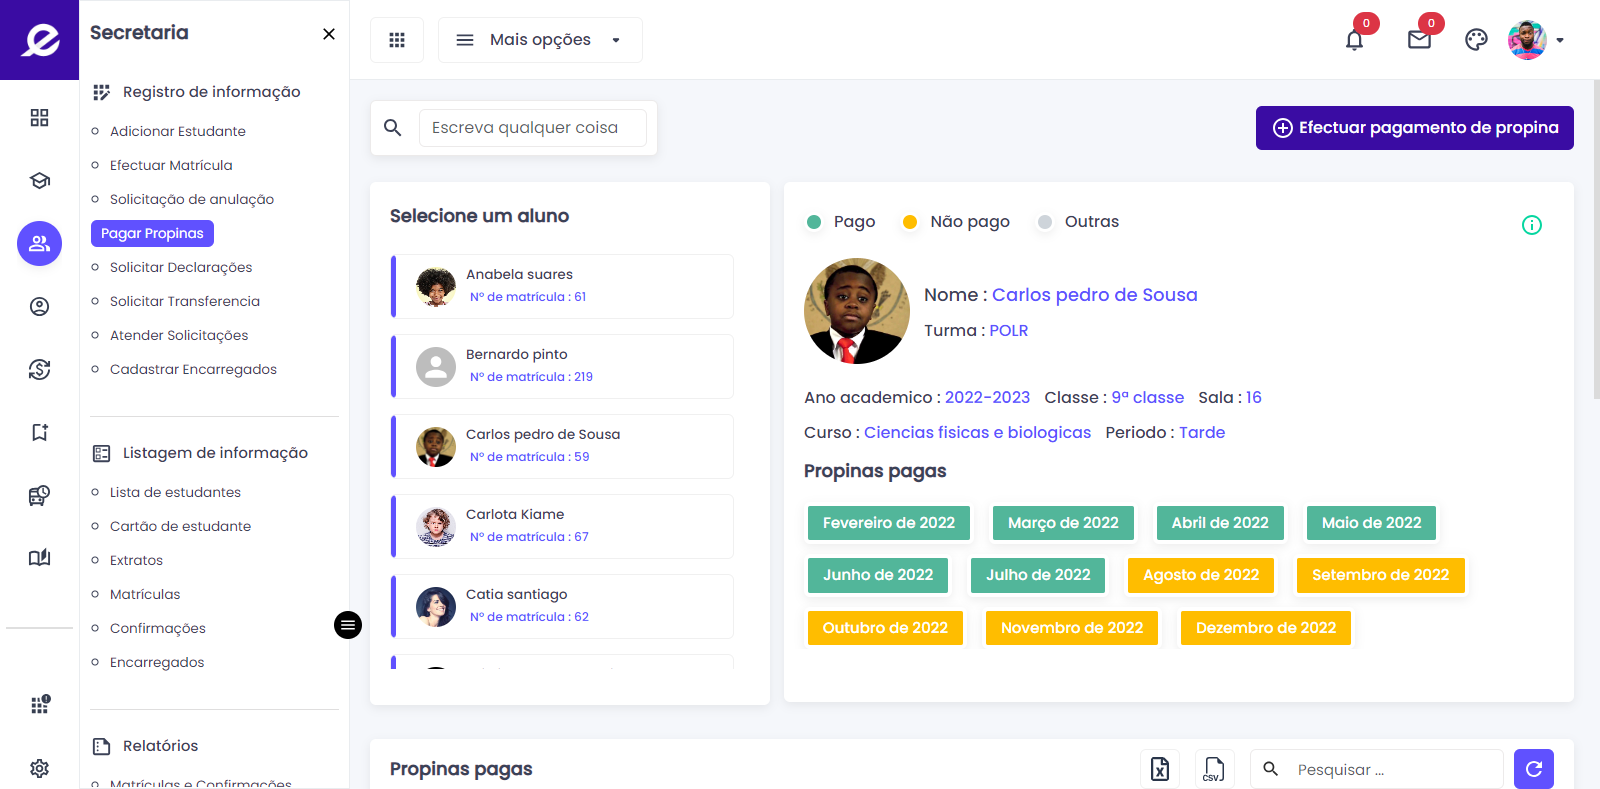 Secretaria
Registro de informação
Adicionar Estudante
Efectuar Matrícula
Solicitação de anulação
Pagar Propinas
Solicitar Declarações
Solicitar Transferencia
Atender Solicitações
Cadastrar Encarregados
Listagem de informação
Lista de estudantes
Cartão de estudante
Extratos
Matrículas
Confirmações
Encarregados
Relatórios
Matrículas e Confirmações
Mais opções
0
0
Escreva qualquer coisa
Efectuar pagamento de propina
Selecione um aluno
Anabela suares
Nº de matrícula : 61
Bernardo pinto
Nº de matrícula : 219
Carlos pedro de Sousa
Nº de matrícula : 59
Carlota Kiame
Nº de matrícula : 67
Catia santiago
Nº de matrícula : 62
Pago Não pago Outras
Nome : Carlos pedro de Sousa
Turma : POLR
Ano academico : 2022-2023 Classe : 9ª classe Sala : 16
Curso : Ciencias fisicas e biologicas Periodo : Tarde
Propinas pagas
Fevereiro de 2022 Março de 2022 Abril de 2022 Maio de 2022
Junho de 2022 Julho de 2022 Agosto de 2022 Setembro de 2022
Outubro de 2022 Novembro de 2022 Dezembro de 2022
Propinas pagas
CSV
Pesquisar ...